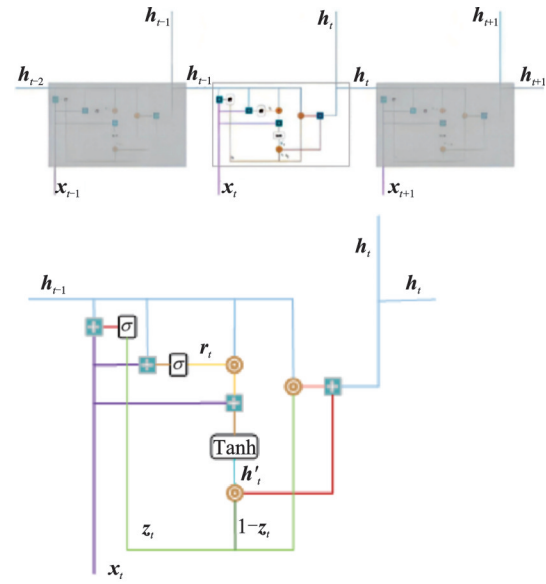 h_{t-1} h_t h_{t+1}
h_{t-2} h_{t-1} h_t h_{t+1}
x_{t-1} x_t x_{t+1}
h_t
h_{t-1} h_t
σ
r_t
σ
Tanh
h'_t
z_t 1-z_t
x_t